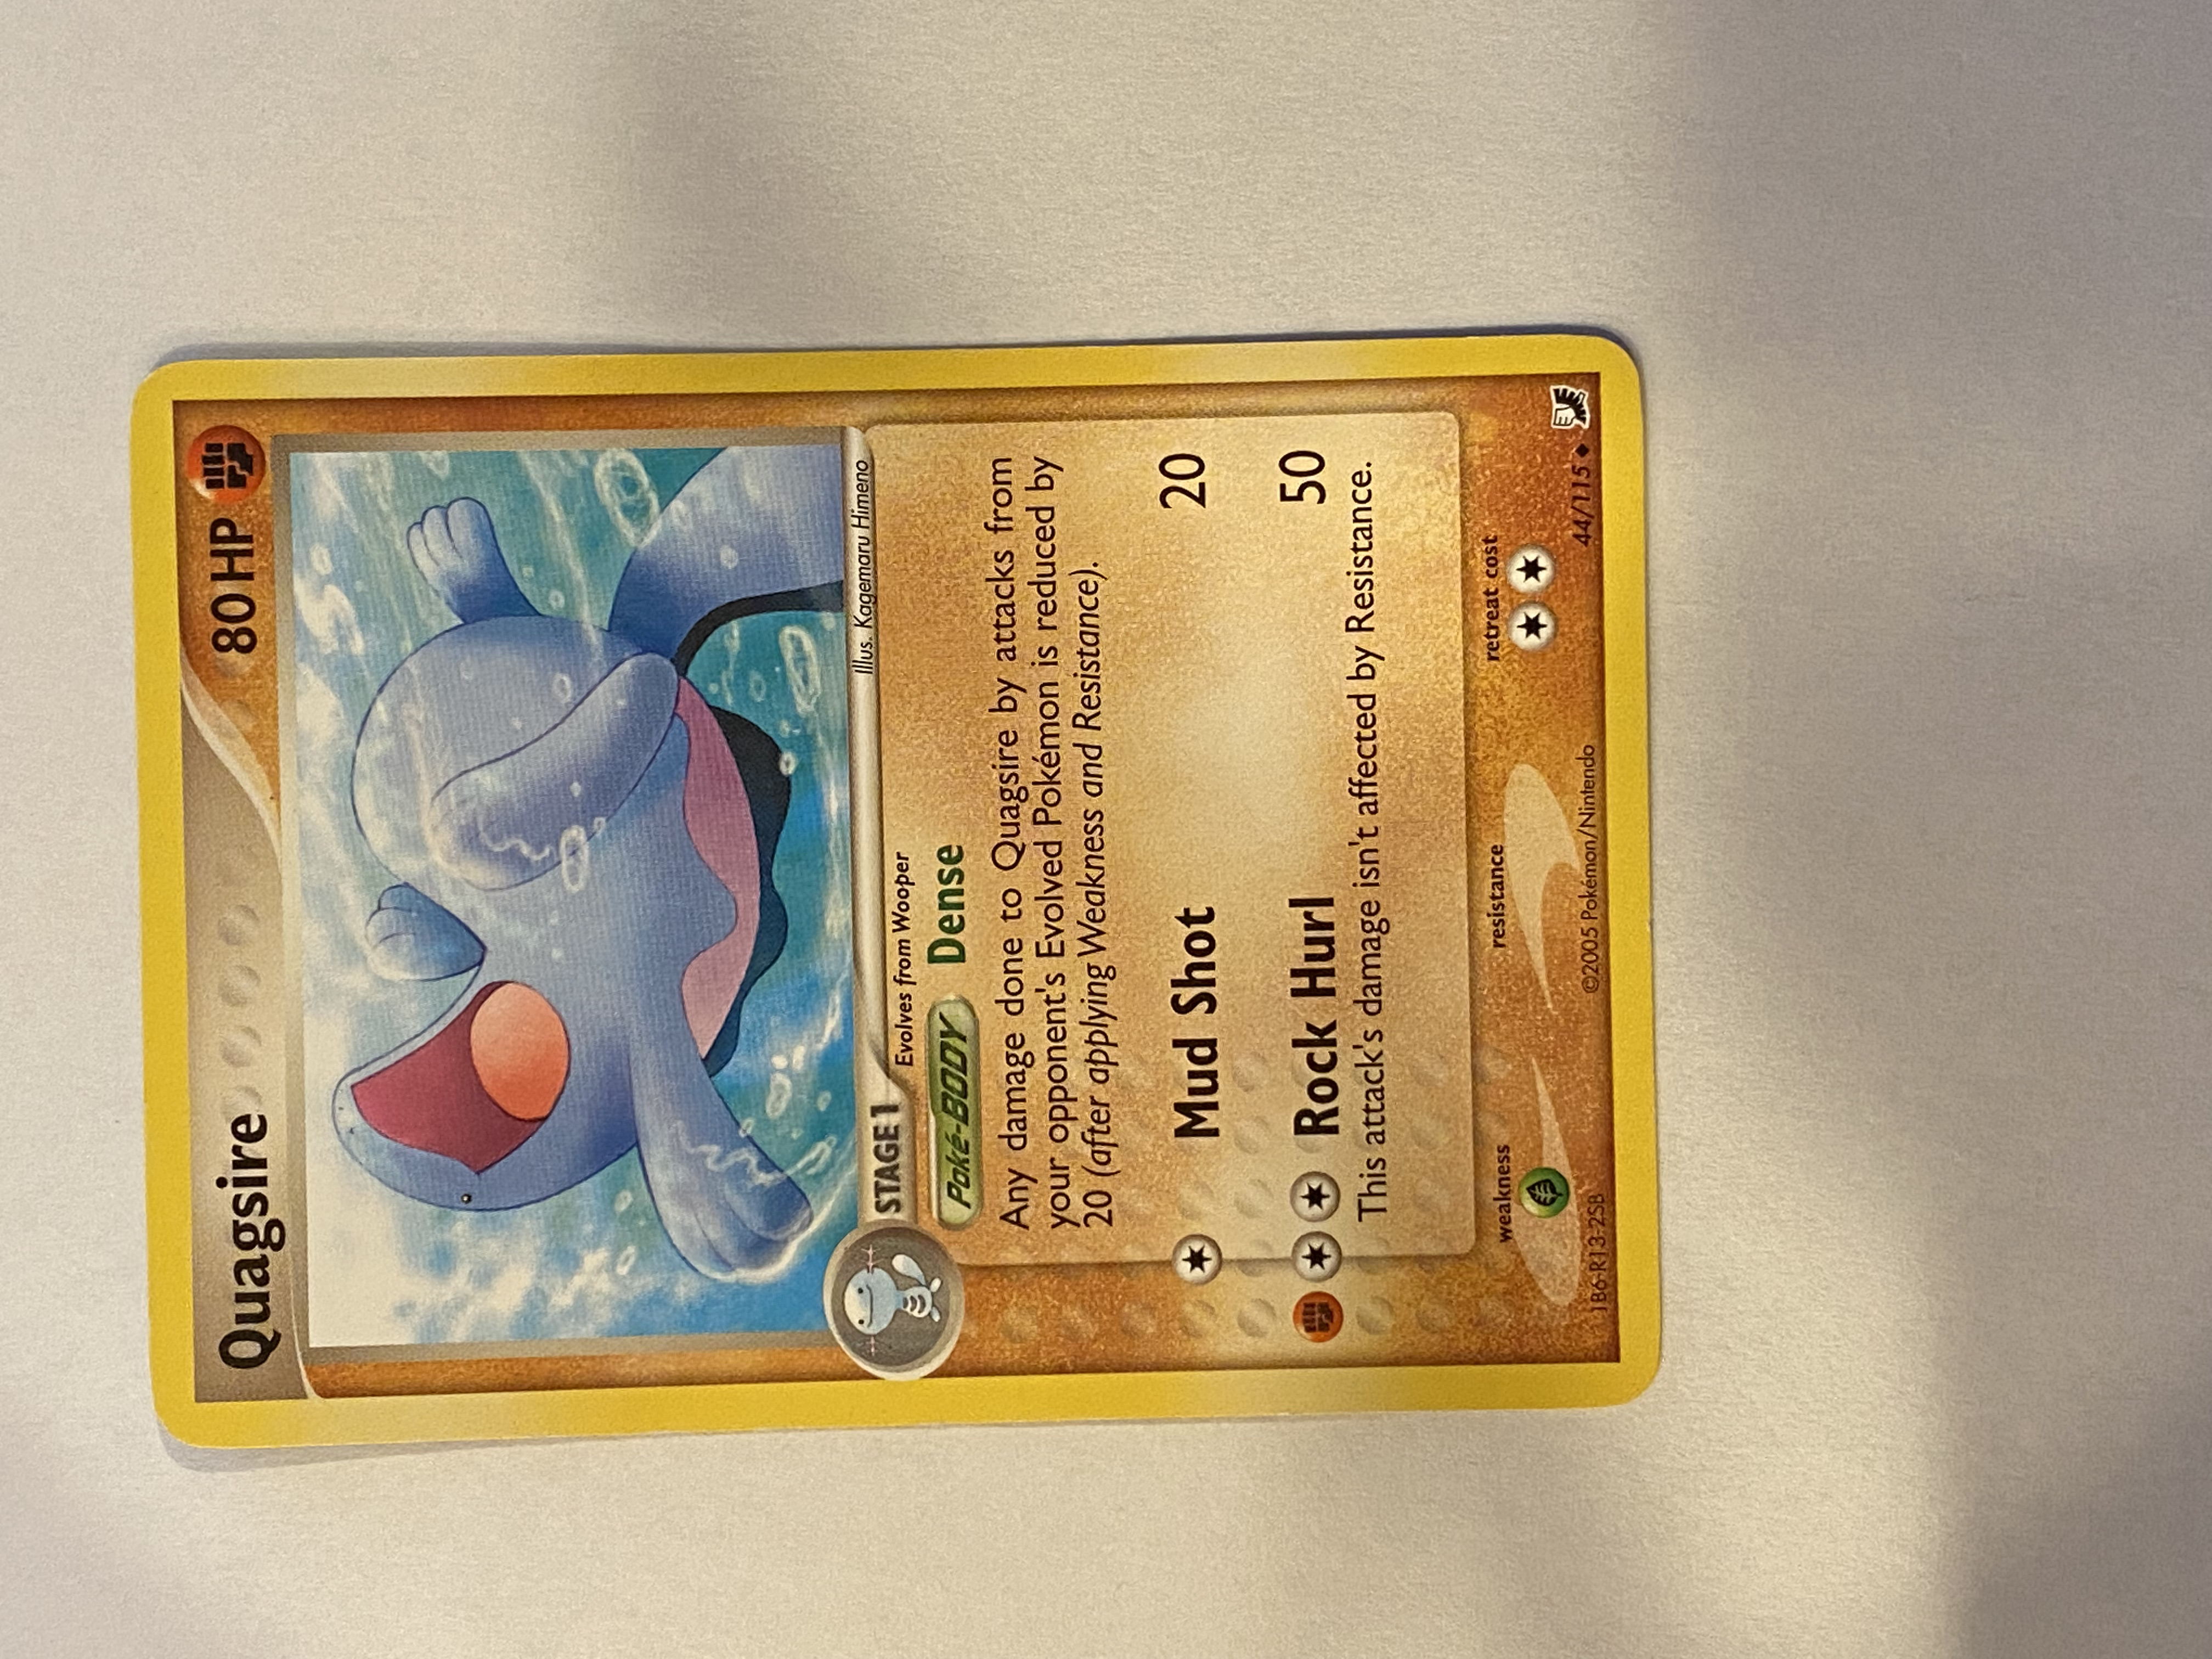 Quagsire 80 HP
Illus. Kagemaru Himeno
STAGE 1 Evolves from Wooper
Poké-BODY Dense
Any damage done to Quagsire by attacks from
your opponent's Evolved Pokémon is reduced by
20 (after applying Weakness and Resistance).
Mud Shot 20
Rock Hurl 50
This attack's damage isn't affected by Resistance.
weakness resistance retreat cost
1B6-R13-2SB ©2005 Pokémon/Nintendo 44/115